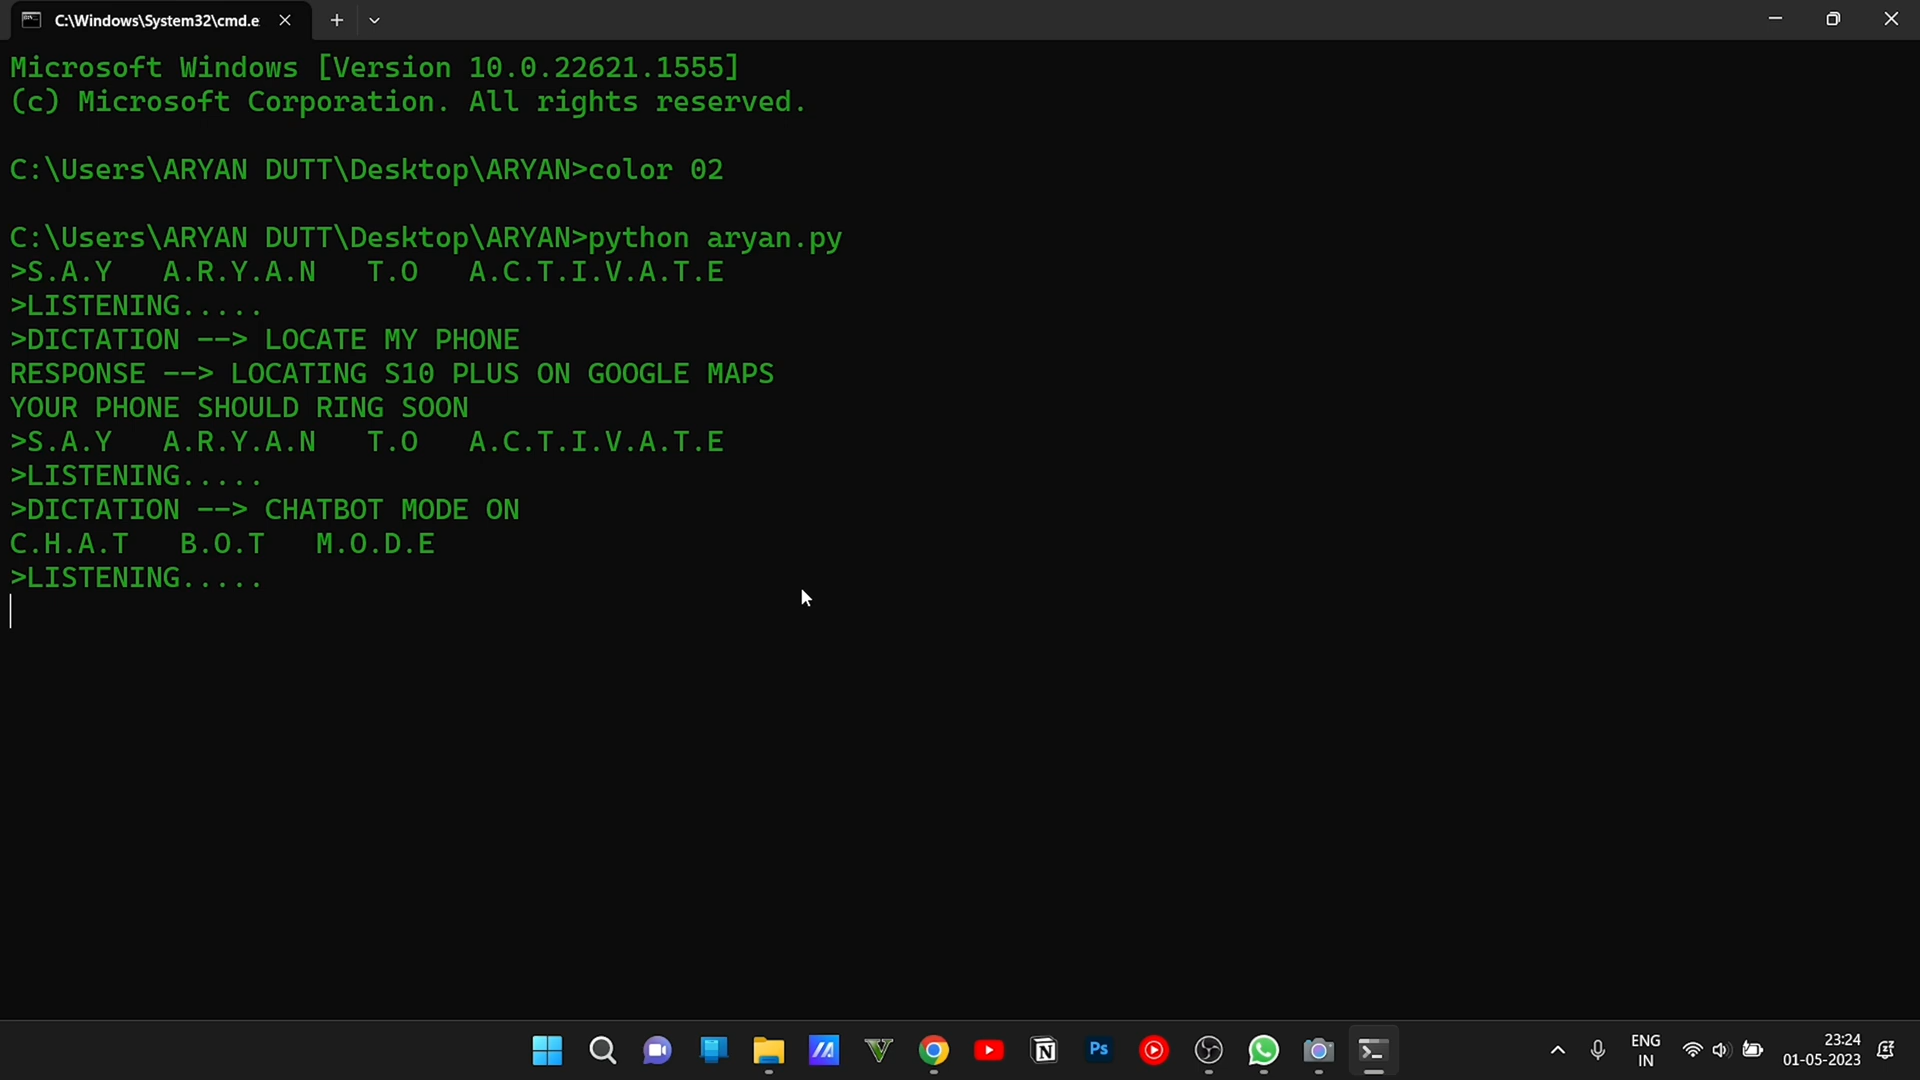 C:\Windows\System32\cmd.e
Microsoft Windows [Version 10.0.22621.1555]
(c) Microsoft Corporation. All rights reserved.
C:\Users\ARYAN DUTT\Desktop\ARYAN>color 02
C:\Users\ARYAN DUTT\Desktop\ARYAN>python aryan.py
>S.A.Y   A.R.Y.A.N   T.O   A.C.T.I.V.A.T.E
>LISTENING.....
>DICTATION --> LOCATE MY PHONE
RESPONSE --> LOCATING S10 PLUS ON GOOGLE MAPS
YOUR PHONE SHOULD RING SOON
>S.A.Y   A.R.Y.A.N   T.O   A.C.T.I.V.A.T.E
>LISTENING.....
>DICTATION --> CHATBOT MODE ON
C.H.A.T   B.O.T   M.O.D.E
>LISTENING.....
Ps
ENG
IN
23:24
01-05-2023